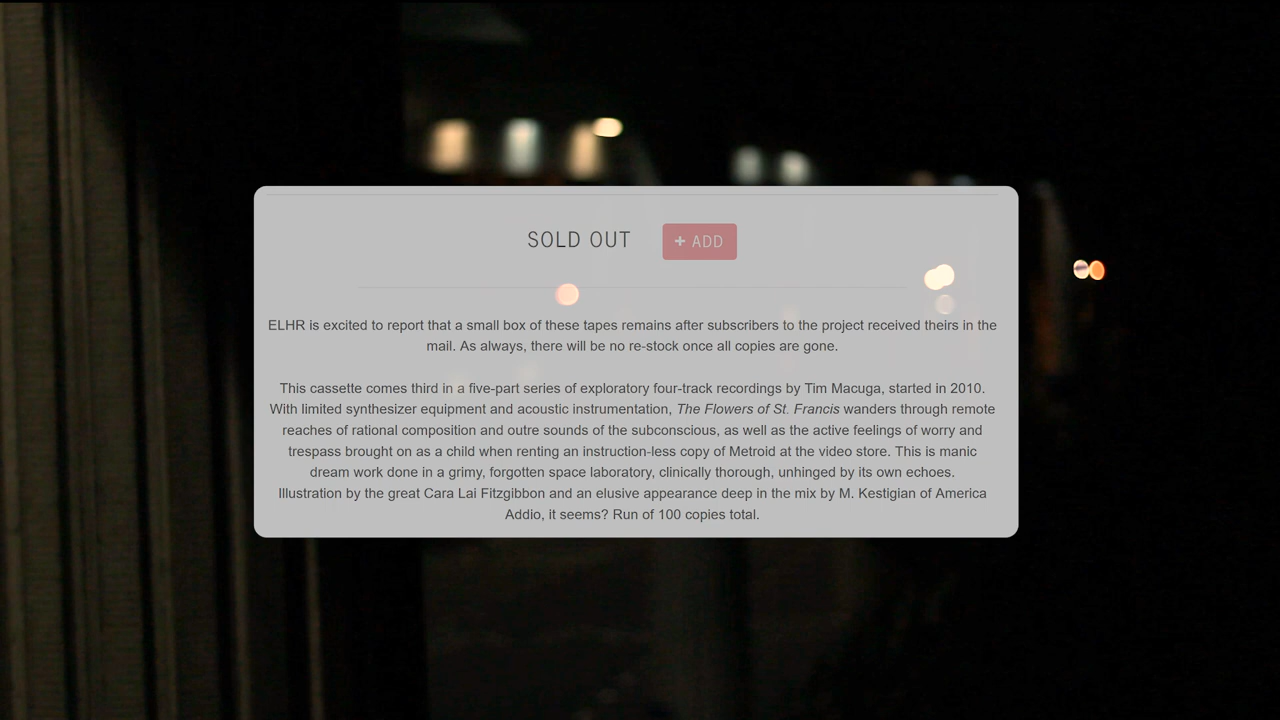 SOLD OUT
+ ADD
ELHR is excited to report that a small box of these tapes remains after subscribers to the project received theirs in the
mail. As always, there will be no re-stock once all copies are gone.
This cassette comes third in a five-part series of exploratory four-track recordings by Tim Macuga, started in 2010.
With limited synthesizer equipment and acoustic instrumentation, The Flowers of St. Francis wanders through remote
reaches of rational composition and outre sounds of the subconscious, as well as the active feelings of worry and
trespass brought on as a child when renting an instruction-less copy of Metroid at the video store. This is manic
dream work done in a grimy, forgotten space laboratory, clinically thorough, unhinged by its own echoes.
Illustration by the great Cara Lai Fitzgibbon and an elusive appearance deep in the mix by M. Kestigian of America
Addio, it seems? Run of 100 copies total.